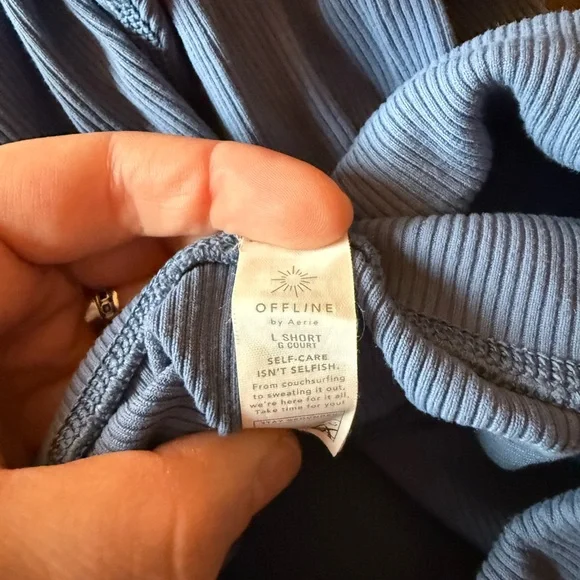 OFFLINE
by Aerie
L SHORT
G COURT
SELF-CARE
ISN'T SELFISH.
From couchsurfing
to sweating it out,
we're here for it all.
Take time for you!